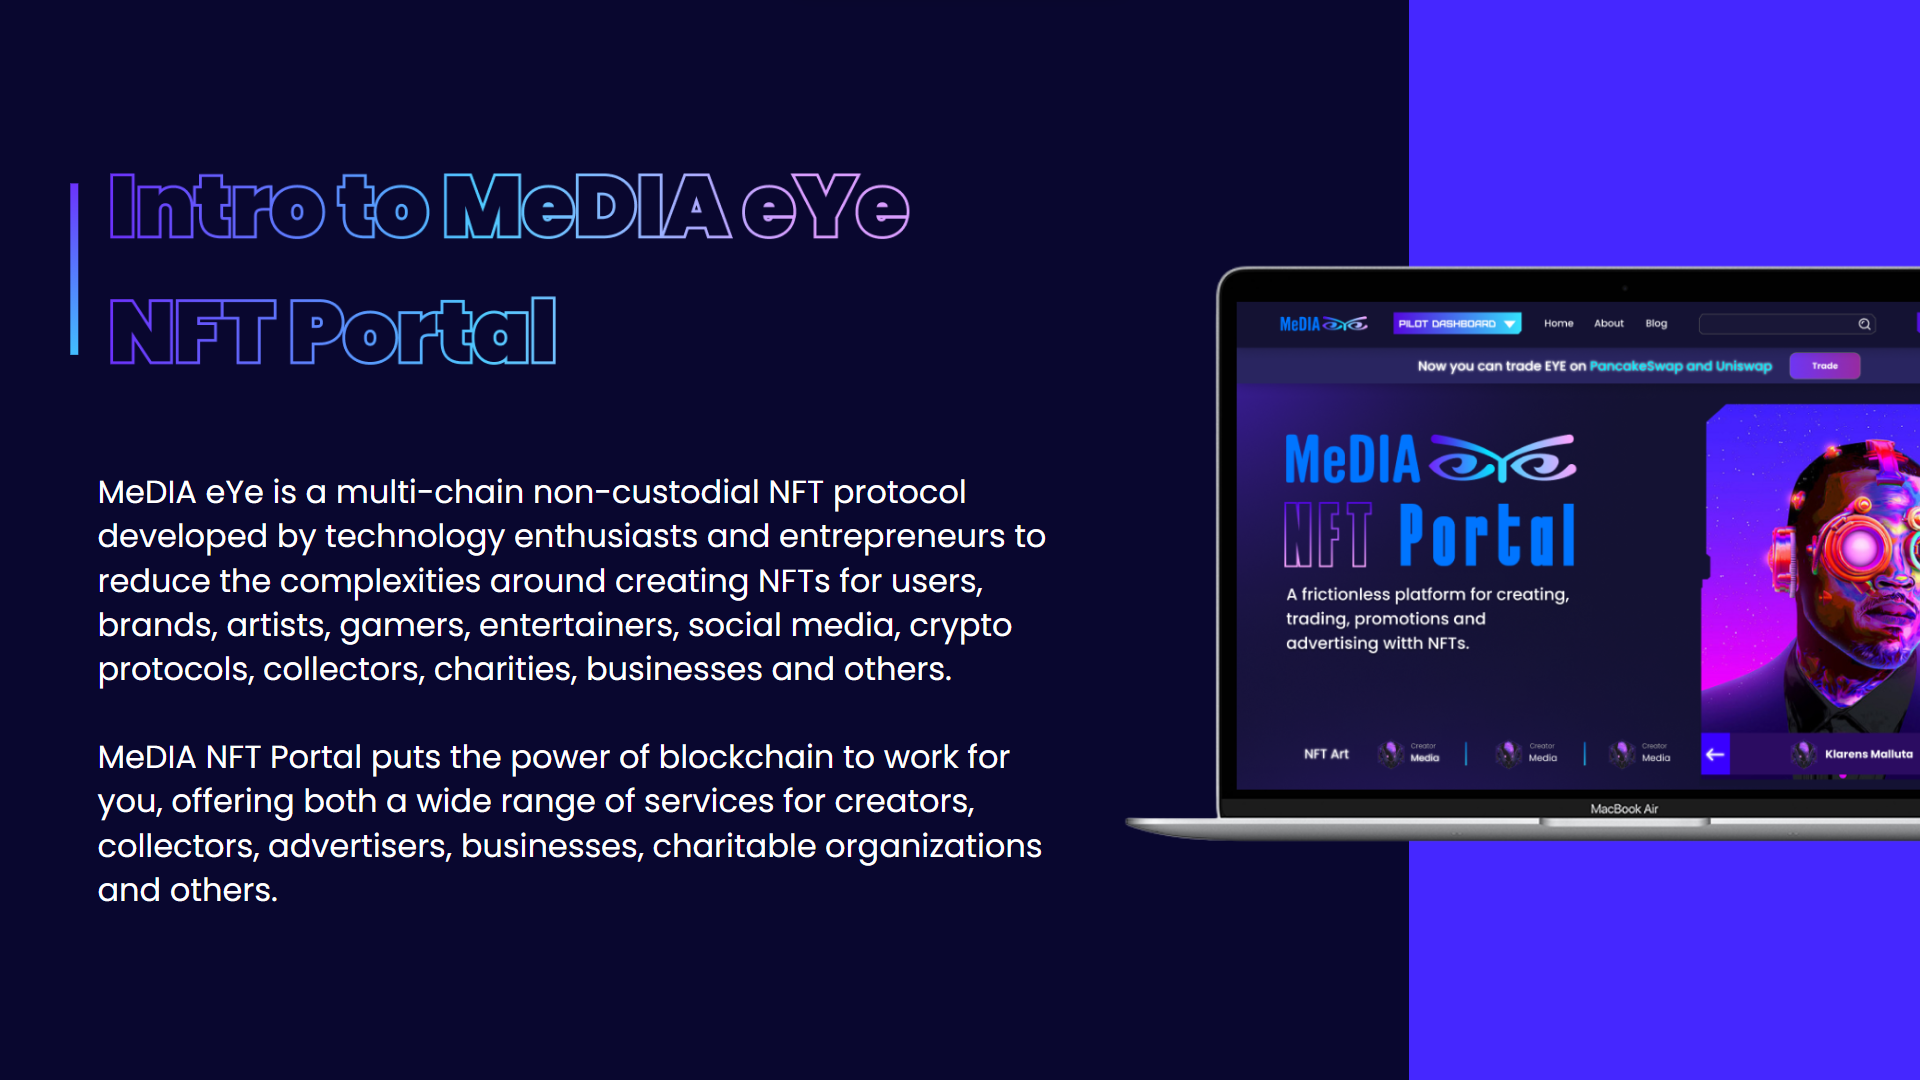 Intro to MeDIA eYe
NFT Portal
MeDIA eYe is a multi-chain non-custodial NFT protocol
developed by technology enthusiasts and entrepreneurs to
reduce the complexities around creating NFTs for users,
brands, artists, gamers, entertainers, social media, crypto
protocols, collectors, charities, businesses and others.
MeDIA NFT Portal puts the power of blockchain to work for
you, offering both a wide range of services for creators,
collectors, advertisers, businesses, charitable organizations
and others.
MeDIA eYe PILOT DASHBOARD Home About Blog
Now you can trade EYE on PancakeSwap and Uniswap Trade
MeDIA eYe
NFT Portal
A frictionless platform for creating,
trading, promotions and
advertising witth NFTs.
NFT Art Creator Media Creator Media Creator Media Klarens Malluta
MacBook Air